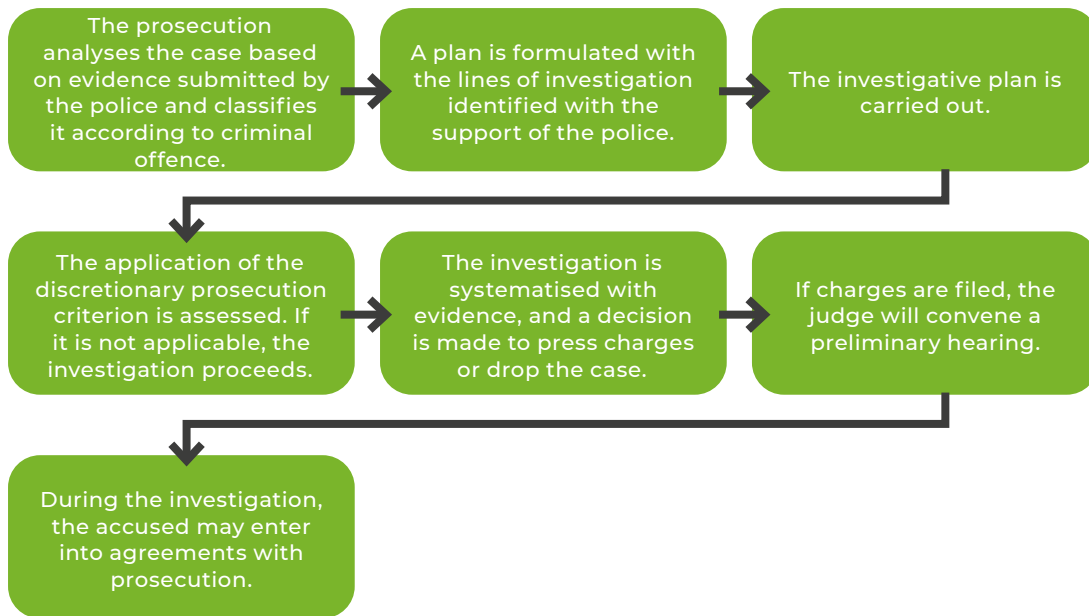 The prosecution
analyses the case based
on evidence submitted by
the police and classifies
it according to criminal
offence.
A plan is formulated with
the lines of investigation
identified with the
support of the police.
The investigative plan is
carried out.
The application of the
discretionary prosecution
criterion is assessed. If
it is not applicable, the
investigation proceeds.
The investigation is
systematised with
evidence, and a decision
is made to press charges
or drop the case.
If charges are filed, the
judge will convene a
preliminary hearing.
During the investigation,
the accused may enter
into agreements with
prosecution.